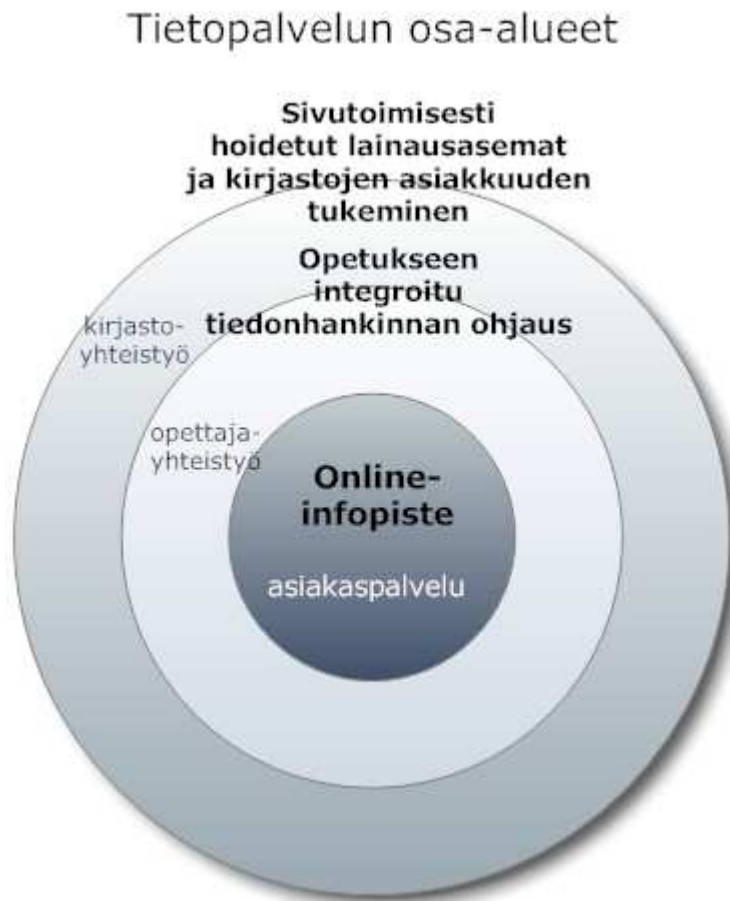 Tietopalvelun osa-alueet
Sivutoimisesti
hoidetut lainausasemat
ja kirjastojen asiakkuuden
tukeminen
Opetukseen
integroitu
tiedonhankinnan ohjaus
kirjasto-
yhteistyö
opettaja-
yhteistyö
Online-
infopiste
asiakaspalvelu